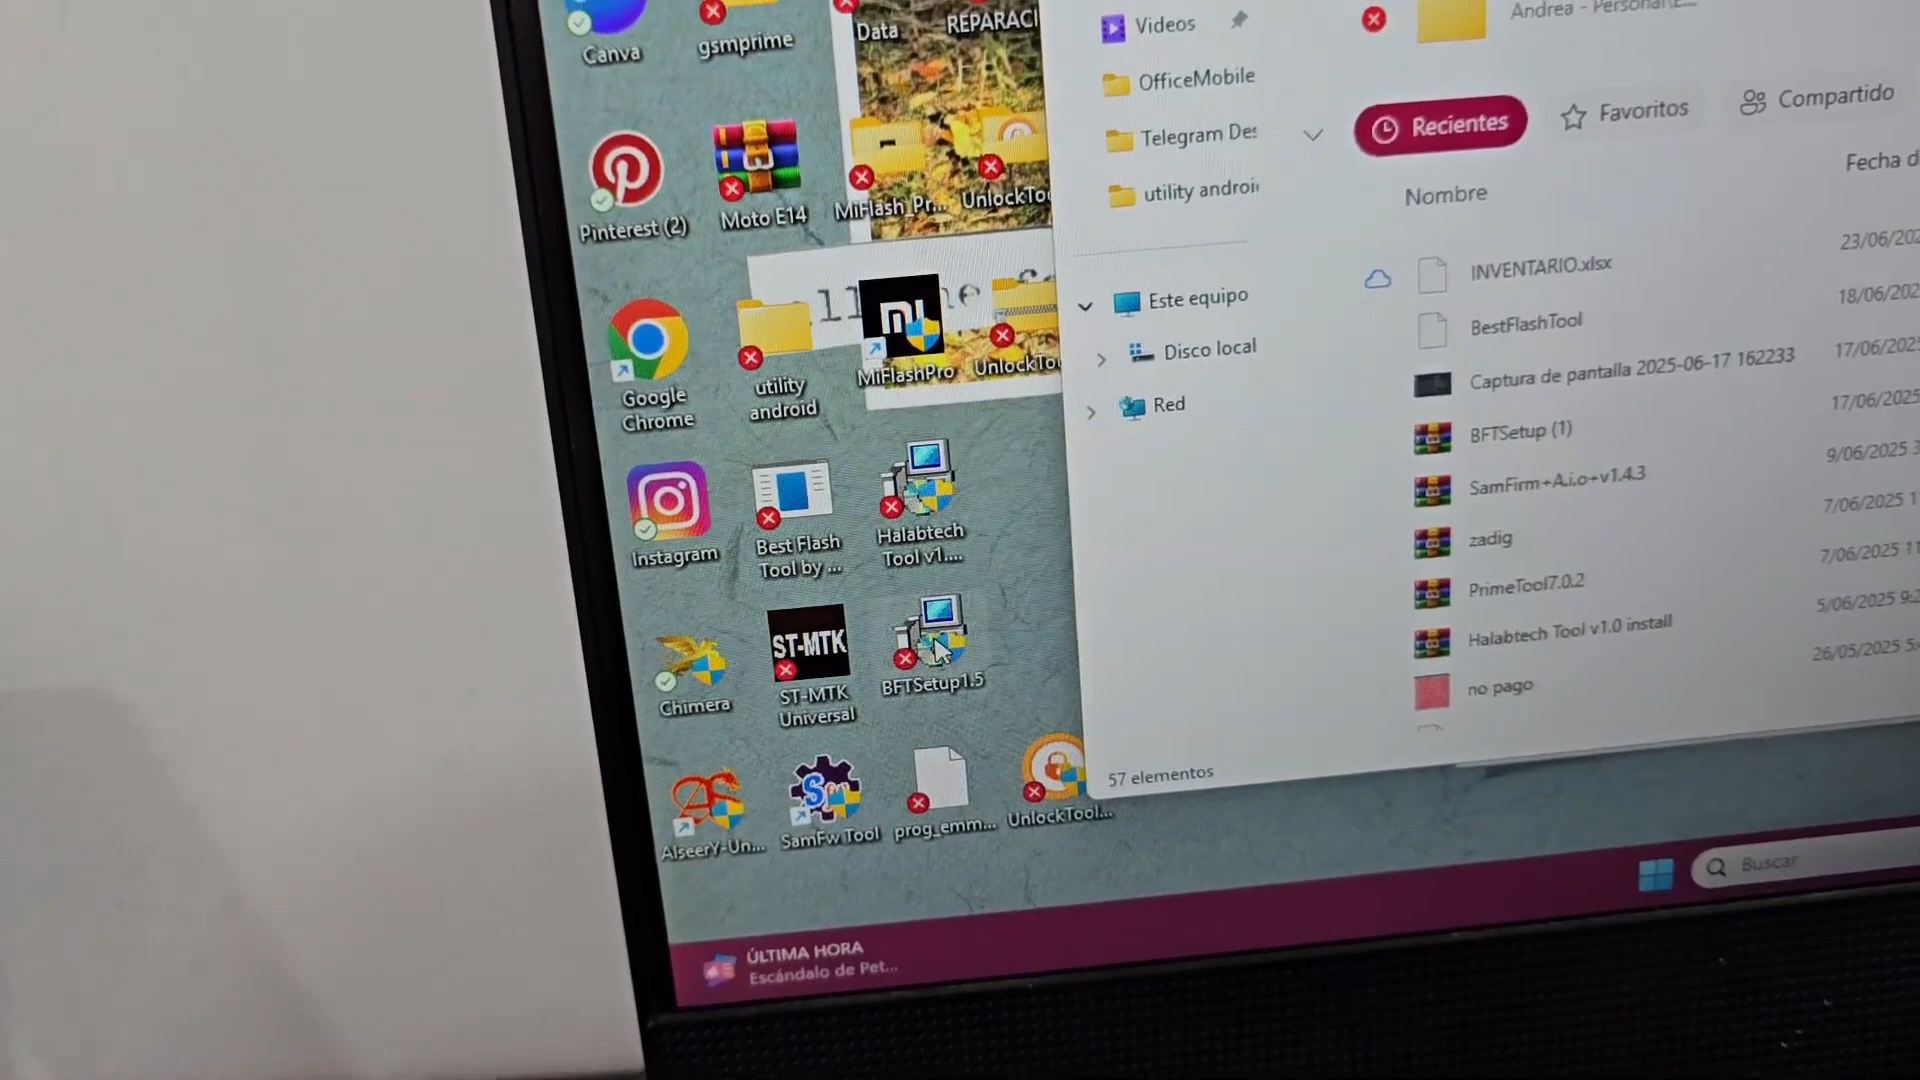 Canva
gsmprime
Data
REPARACI
Pinterest (2)
Moto E14
MiFlash_Pr...
UnlockToo
Google
Chrome
utility
android
MiFlashPro
UnlockToo
Instagram
Best Flash
Tool by ...
Halabtech
Tool v1....
Chimera
ST-MTK
ST-MTK
Universal
BFTSetup1.5
AlseerY-Un...
SamFw Tool
prog_emm...
UnlockTool...
Videos
OfficeMobile
Telegram Des
utility androi
Este equipo
Disco local
Red
57 elementos
Andrea - Personal\E...
Recientes
Favoritos
Compartido
Nombre
Fecha d
INVENTARIO.xlsx
23/06/202
BestFlashTool
18/06/202
Captura de pantalla 2025-06-17 162233
17/06/2025
BFTSetup (1)
17/06/2025
SamFirm+A.i.o+v1.4.3
9/06/2025 3
zadig
7/06/2025 1
PrimeTool7.0.2
7/06/2025 11
Halabtech Tool v1.0 install
5/06/2025 9:2
no pago
26/05/2025 5:
Buscar
ÚLTIMA HORA
Escándalo de Pet...